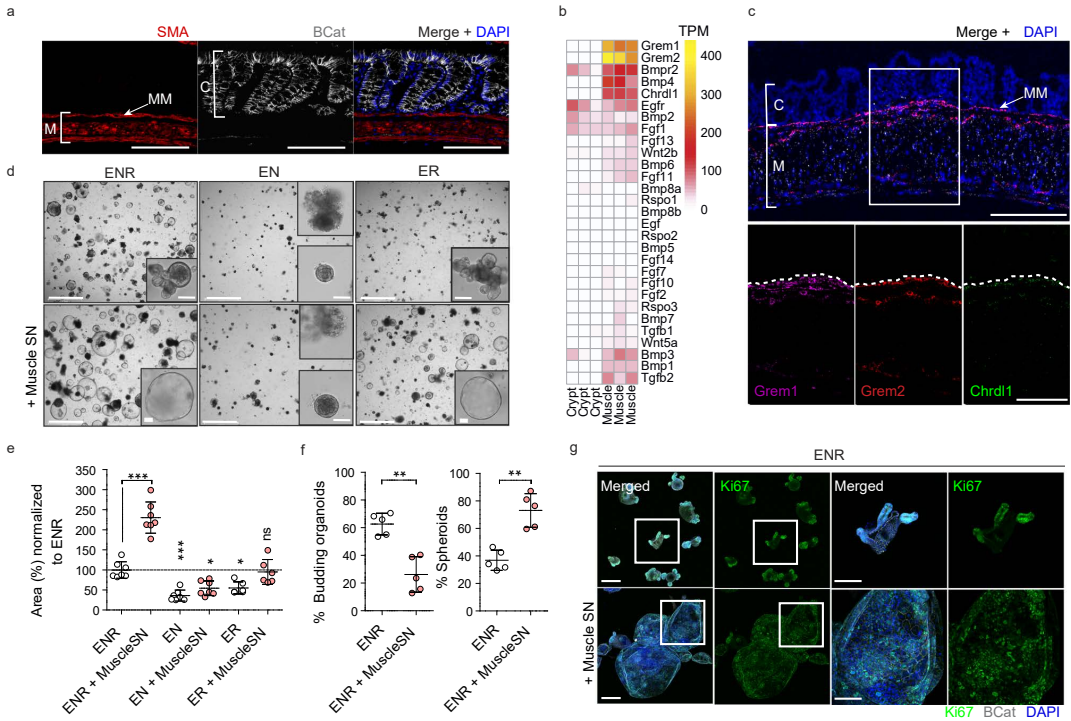 a
SMA
BCat
Merge + DAPI
MM
M
C
b
TPM
Grem1
Grem2
Bmpr2
Bmp4
Chrdl1
Egfr
Bmp2
Fgf1
Fgf13
Wnt2b
Bmp6
Fgf11
Bmp8a
Rspo1
Bmp8b
Egf
Rspo2
Bmp5
Fgf14
Fgf7
Fgf10
Fgf2
Rspo3
Bmp7
Tgfb1
Wnt5a
Bmp3
Bmp1
Tgfb2
400
300
200
100
0
Crypt
Crypt
Crypt
Muscle
Muscle
Muscle
c
Merge + DAPI
MM
C
M
Grem1
Grem2
Chrdl1
d
ENR
EN
ER
+ Muscle SN
e
Area (%) normalized
to ENR
350
300
250
200
150
100
50
0
***
***
*
*
ns
ENR
ENR + MuscleSN
EN
EN + MuscleSN
ER
ER + MuscleSN
f
% Budding organoids
100
80
60
40
20
0
**
ENR
ENR + MuscleSN
% Spheroids
100
80
60
40
20
0
**
ENR
ENR + MuscleSN
g
ENR
Merged
Ki67
Merged
Ki67
+ Muscle SN
Ki67 BCat DAPI